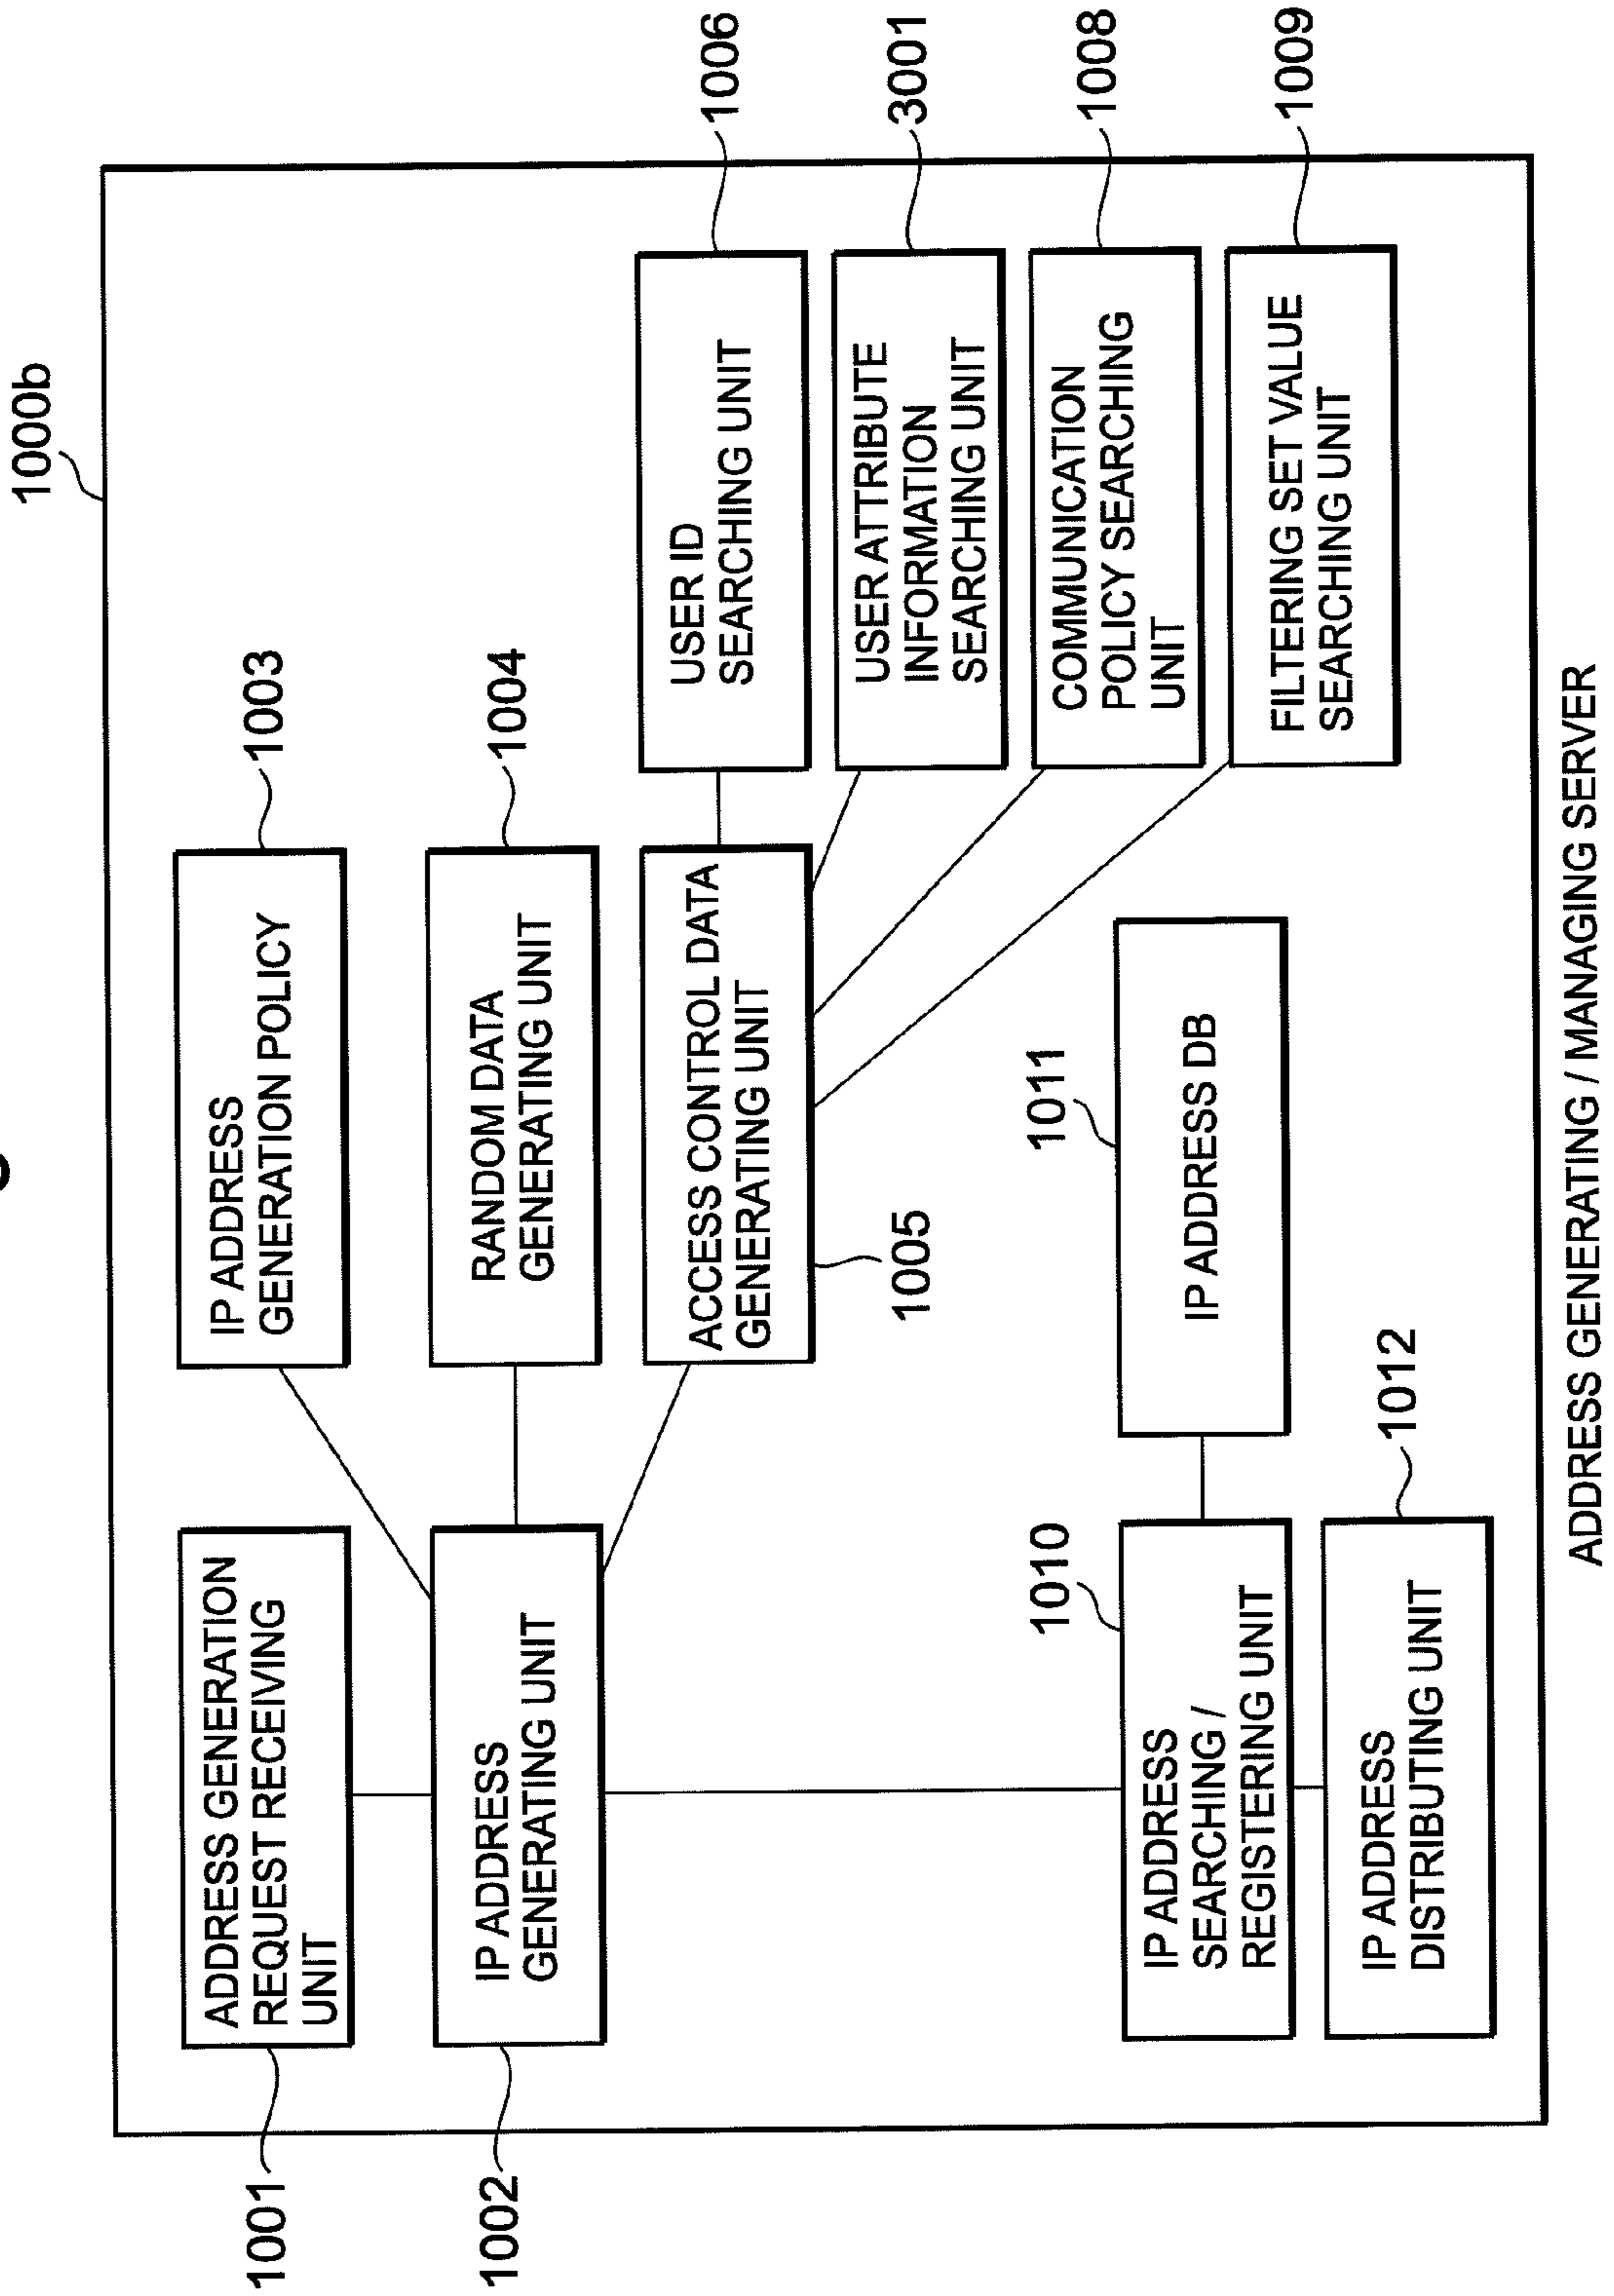 1000b
1001
ADDRESS GENERATION
REQUEST RECEIVING
UNIT
1002
IP ADDRESS
GENERATING UNIT
IP ADDRESS
GENERATION POLICY
1003
RANDOM DATA
GENERATING UNIT
1004
ACCESS CONTROL DATA
GENERATING UNIT
1005
USER ID
SEARCHING UNIT
1006
USER ATTRIBUTE
INFORMATION
SEARCHING UNIT
3001
COMMUNICATION
POLICY SEARCHING
UNIT
1008
FILTERING SET VALUE
SEARCHING UNIT
1009
1010
IP ADDRESS
SEARCHING /
REGISTERING UNIT
1011
IP ADDRESS DB
1012
IP ADDRESS
DISTRIBUTING UNIT
ADDRESS GENERATING / MANAGING SERVER